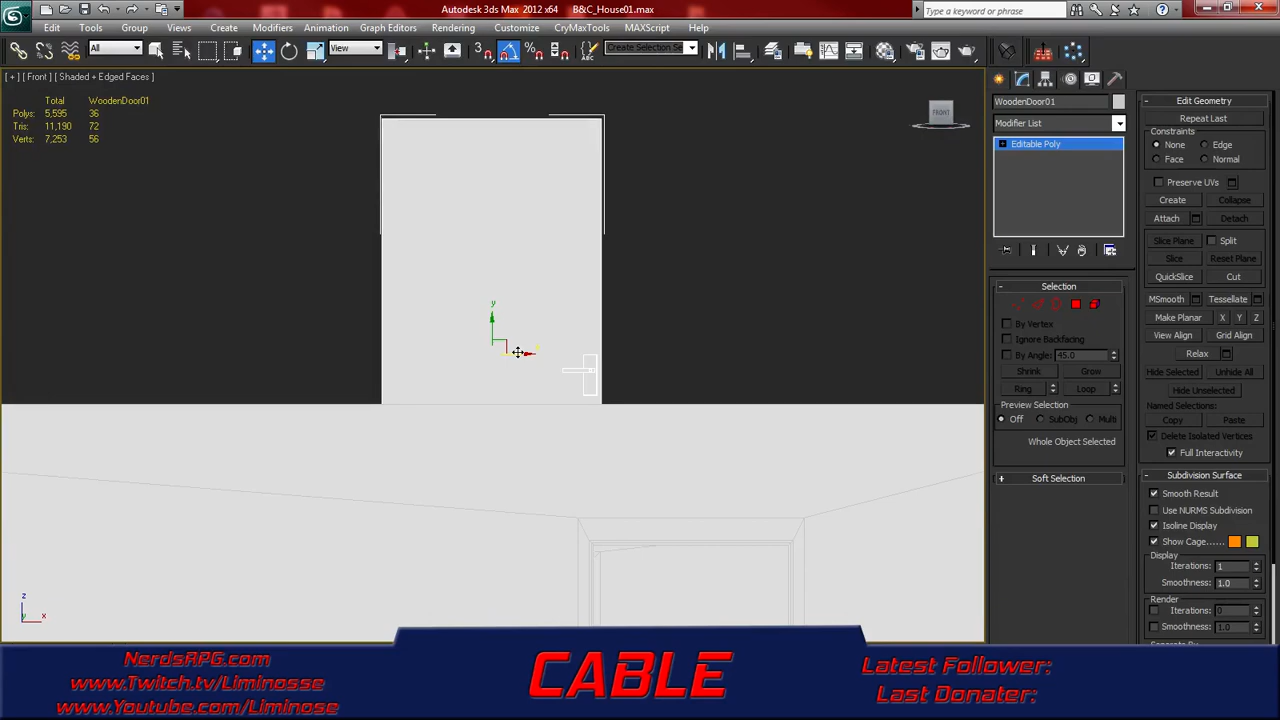 Autodesk 3ds Max 2012 x64 B&C_House01.max
Type a keyword or phrase
Edit Tools Group Views Create Modifiers Animation Graph Editors Rendering Customize CryMaxTools MAXScript Help
All View 3 Create Selection Se
[ + ] [ Front ] [ Shaded + Edged Faces ]
Total WoodenDoor01
Polys: 5,595 36
Tris: 11,190 72
Verts: 7,253 56
FRONT
y
x
z
x
WoodenDoor01
Modifier List
Editable Poly
Selection
By Vertex
Ignore Backfacing
By Angle: 45.0
Shrink Grow
Ring Loop
Preview Selection
Off SubObj Multi
Whole Object Selected
Soft Selection
Edit Geometry
Repeat Last
Constraints
None Edge
Face Normal
Preserve UVs
Create Collapse
Attach Detach
Slice Plane Split
Slice Reset Plane
QuickSlice Cut
MSmooth Tessellate
Make Planar X Y Z
View Align Grid Align
Relax
Hide Selected Unhide All
Hide Unselected
Named Selections:
Copy Paste
Delete Isolated Vertices
Full Interactivity
Subdivision Surface
Smooth Result
Use NURMS Subdivision
Isoline Display
Show Cage......
Display
Iterations: 1
Smoothness: 1.0
Render
Iterations: 0
Smoothness: 1.0
NerdsRPG.com
www.Twitch.tv/Liminosse
www.Youtube.com/Liminose
CABLE
Latest Follower;
Last Donater;